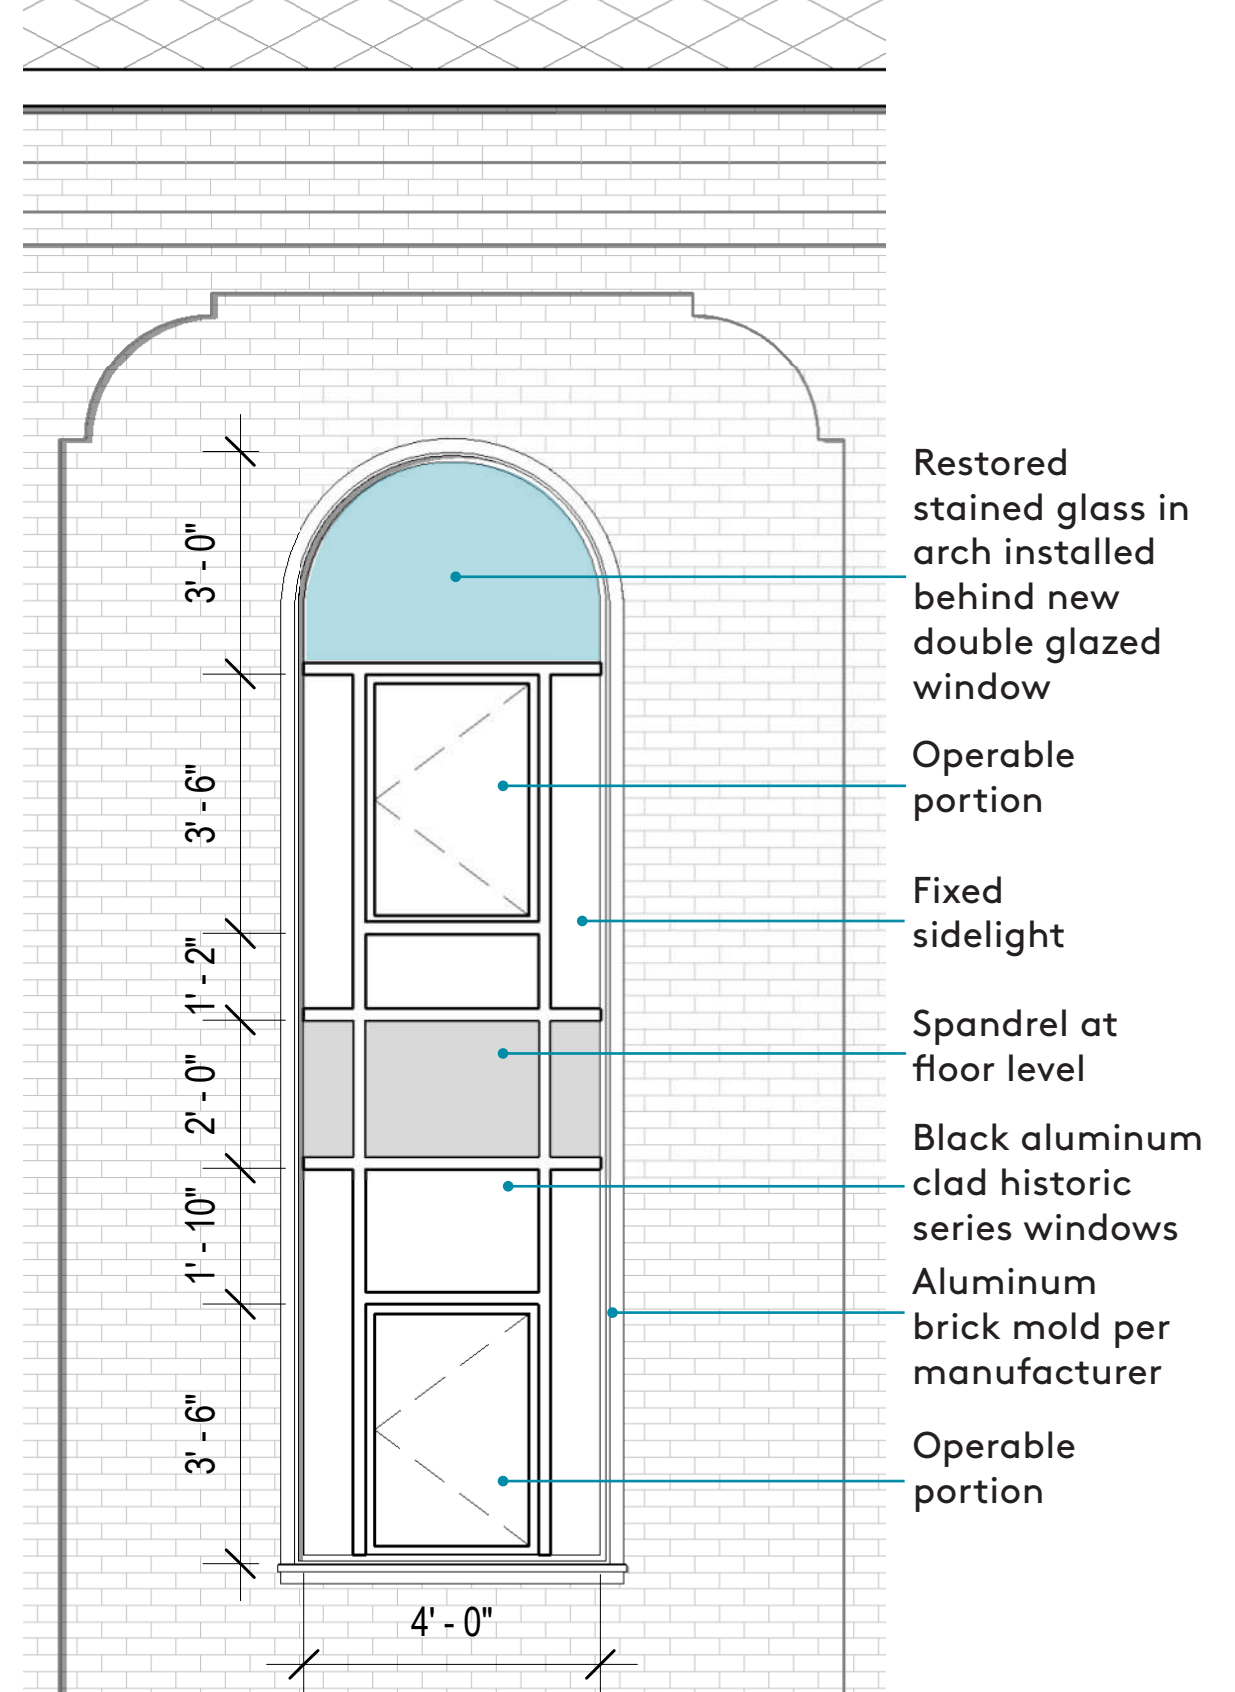 Restored
stained glass in
arch installed
behind new
double glazed
window
Operable
portion
Fixed
sidelight
Spandrel at
floor level
Black aluminum
clad historic
series windows
Aluminum
brick mold per
manufacturer
Operable
portion
3' - 0"
3' - 6"
1' - 2"
2' - 0"
1' - 10"
3' - 6"
4' - 0"